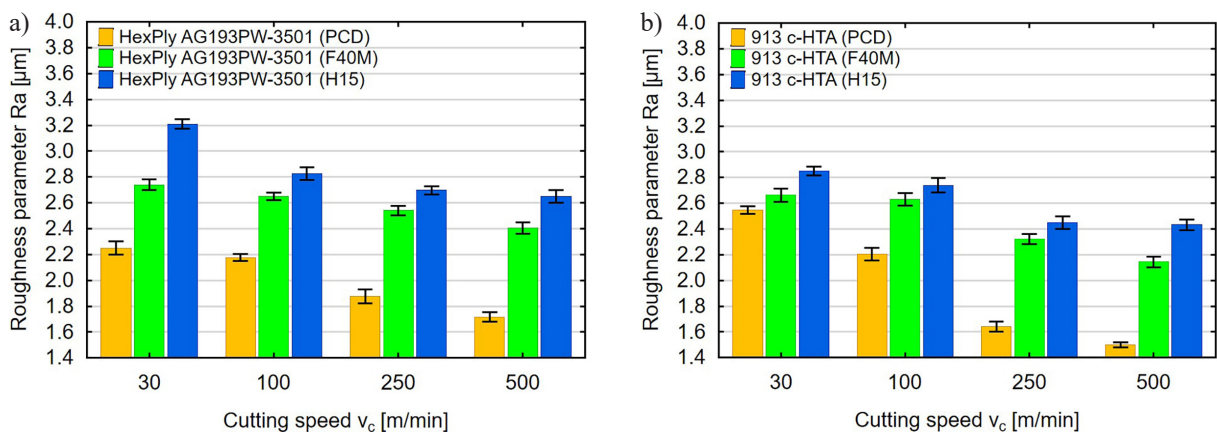 a)
Roughness parameter Ra [µm]
4.0
3.8
3.6
3.4
3.2
3.0
2.8
2.6
2.4
2.2
2.0
1.8
1.6
1.4
HexPly AG193PW-3501 (PCD)
HexPly AG193PW-3501 (F40M)
HexPly AG193PW-3501 (H15)
30 100 250 500
Cutting speed vc [m/min]
b)
Roughness parameter Ra [µm]
4.0
3.8
3.6
3.4
3.2
3.0
2.8
2.6
2.4
2.2
2.0
1.8
1.6
1.4
913 c-HTA (PCD)
913 c-HTA (F40M)
913 c-HTA (H15)
30 100 250 500
Cutting speed vc [m/min]